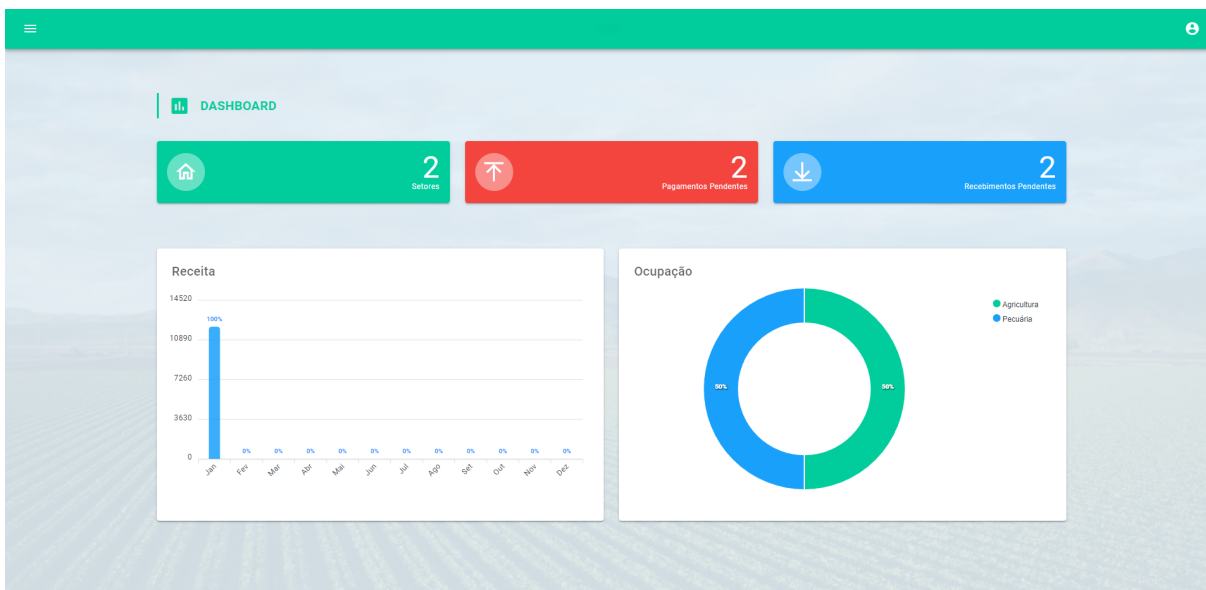 DASHBOARD
2
Setores
2
Pagamentos Pendentes
2
Recebimentos Pendentes
Receita
14520
10890
7260
3630
0
100%
0%
0%
0%
0%
0%
0%
0%
0%
0%
0%
0%
Jan
Fev
Mar
Abr
Mai
Jun
Jul
Ago
Set
Out
Nov
Dez
Ocupação
Agricultura
Pecuária
50%
50%